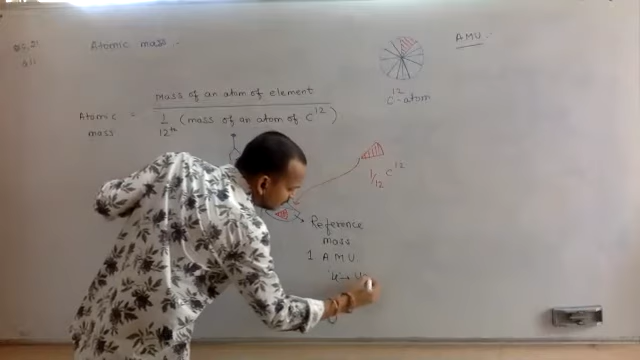 Atomic mass :-
Mass of an atom of element
Atomic mass =
1/12th (mass of an atom of C12)
12
C-atom
AMU :-
1/12 C12
Reference
mass
1 AMU
'u' →